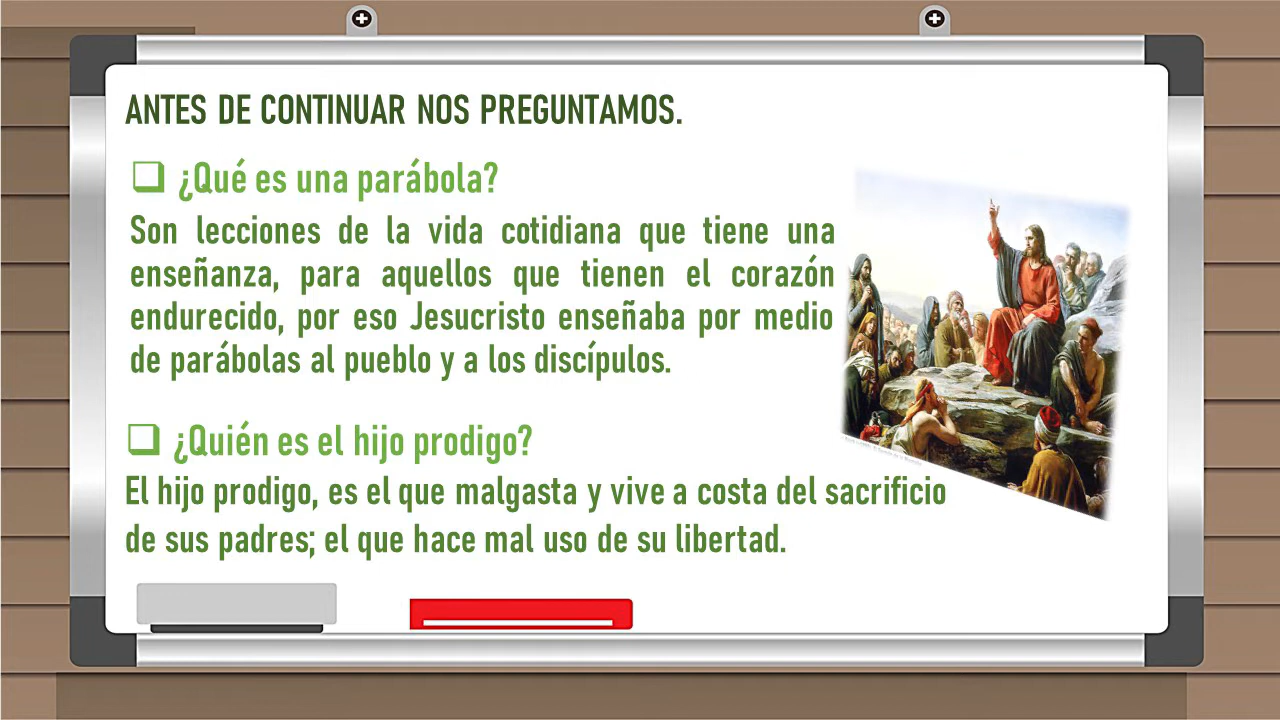 ANTES DE CONTINUAR NOS PREGUNTAMOS.
¿Qué es una parábola?
Son lecciones de la vida cotidiana que tiene una
enseñanza, para aquellos que tienen el corazón
endurecido, por eso Jesucristo enseñaba por medio
de parábolas al pueblo y a los discípulos.
¿Quién es el hijo prodigo?
El hijo prodigo, es el que malgasta y vive a costa del sacrificio
de sus padres; el que hace mal uso de su libertad.